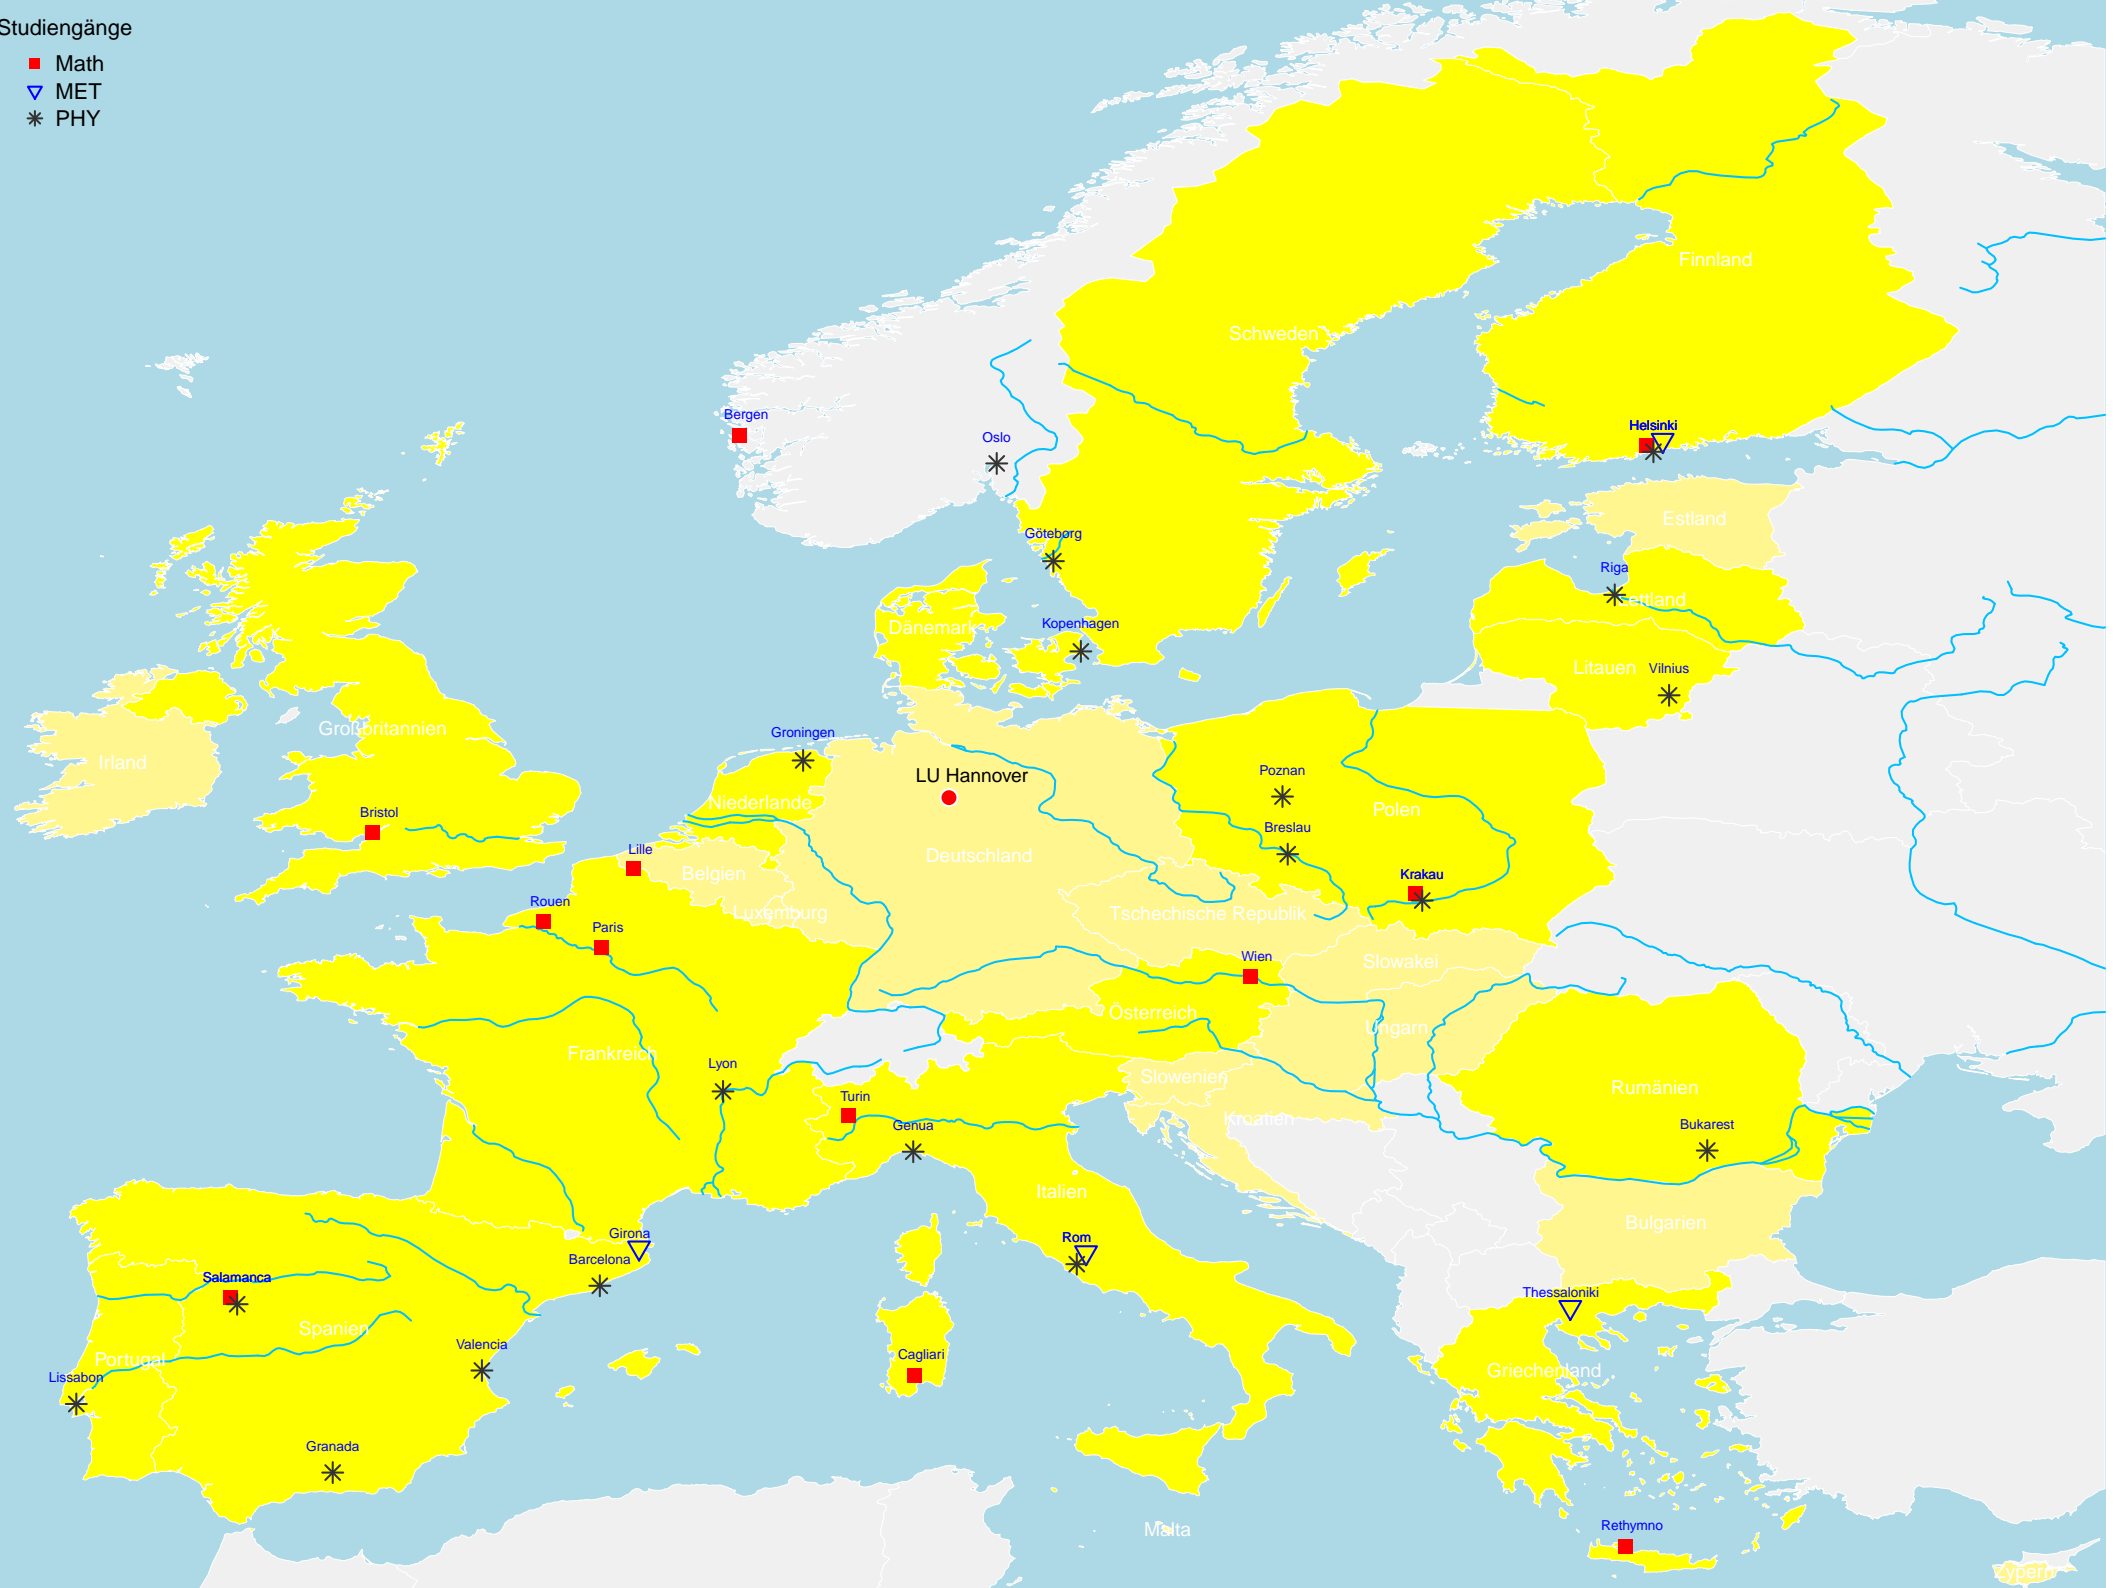 Studiengänge
Math
MET
PHY
Finnland
Schweden
Bergen
Helsinki
Oslo
Estland
Göteborg
Riga
Lettland
Kopenhagen
Dänemark
Litauen
Vilnius
Großbritannien
Groningen
Irland
Poznan
LU Hannover
Niederlande
Polen
Bristol
Breslau
Lille
Deutschland
Belgien
Krakau
Rouen
Luxemburg
Tschechische Republik
Paris
Wien
Slowakei
Österreich
Ungarn
Frankreich
Lyon
Slowenien
Rumänien
Turin
Kroatien
Genua
Bukarest
Italien
Bulgarien
Girona
Rom
Barcelona
Salamanca
Thessaloniki
Spanien
Valencia
Cagliari
Portugal
Griechenland
Lissabon
Granada
Rethymno
Malta
Zypern